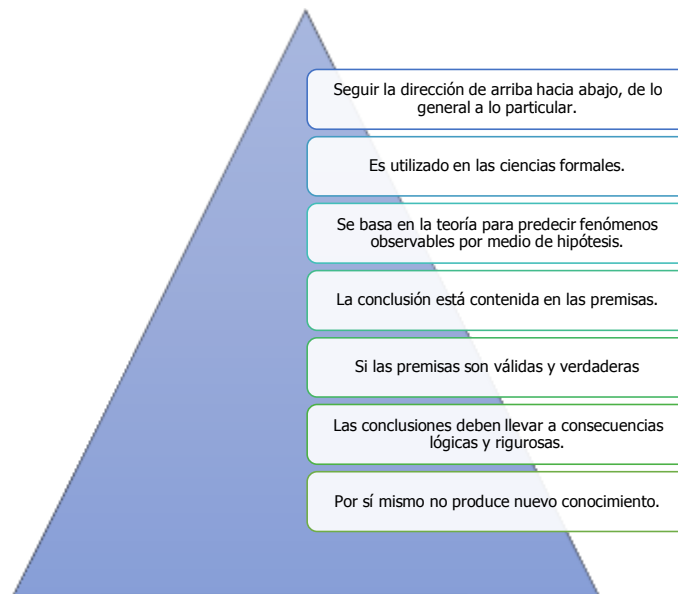 Seguir la dirección de arriba hacia abajo, de lo
general a lo particular.
Es utilizado en las ciencias formales.
Se basa en la teoría para predecir fenómenos
observables por medio de hipótesis.
La conclusión está contenida en las premisas.
Si las premisas son válidas y verdaderas
Las conclusiones deben llevar a consecuencias
lógicas y rigurosas.
Por sí mismo no produce nuevo conocimiento.